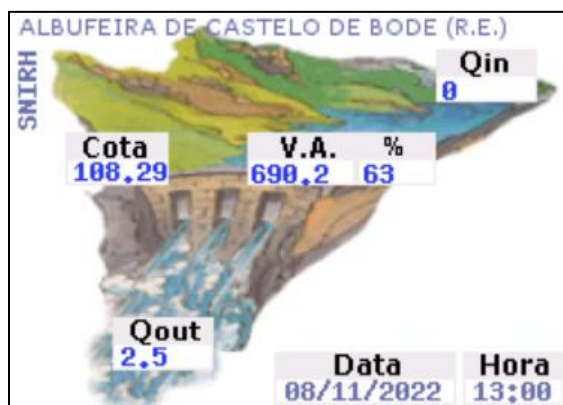 ALBUFEIRA DE CASTELO DE BODE (R.E.)
SNIRH
Qin
0
Cota
108.29
V.A. %
690.2 63
Qout
2.5
Data Hora
08/11/2022 13:00